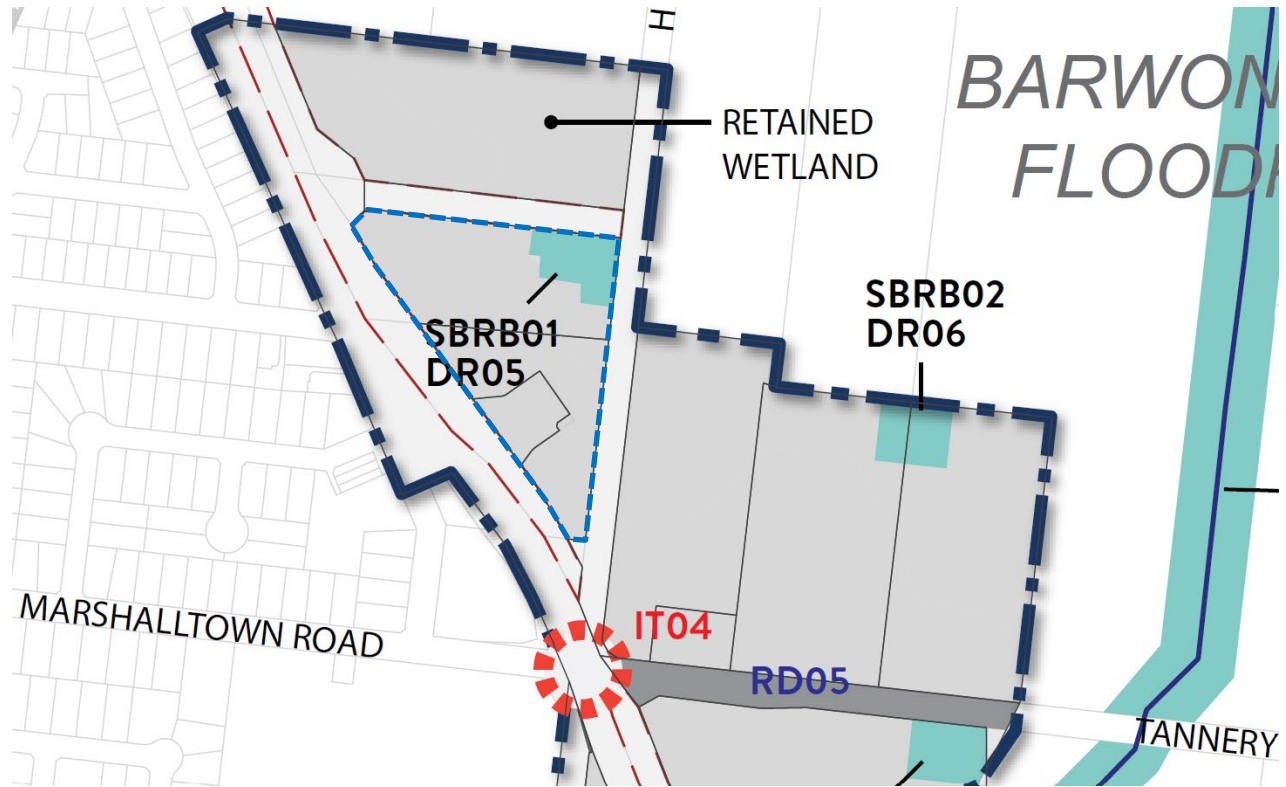 H
BARWON
FLOOD
RETAINED
WETLAND
SBRB01
DR05
SBRB02
DR06
IT04
MARSHALLTOWN ROAD
RD05
TANNERY